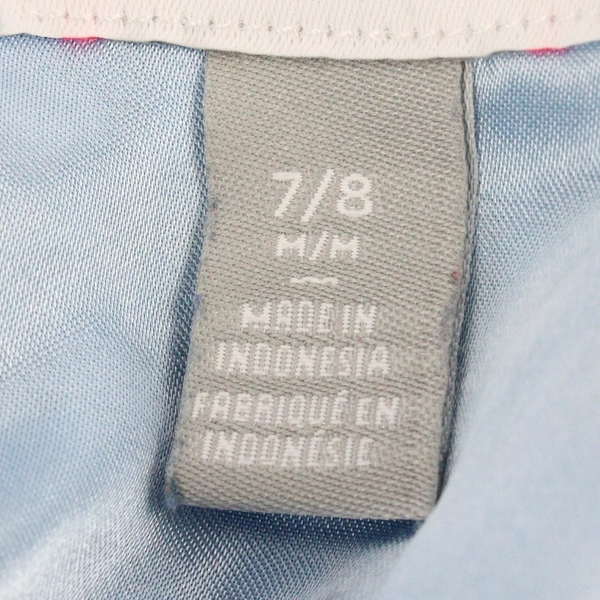 7/8
M/M
MADE IN
INDONESIA
FABRIQUÉ EN
INDONÉSIE